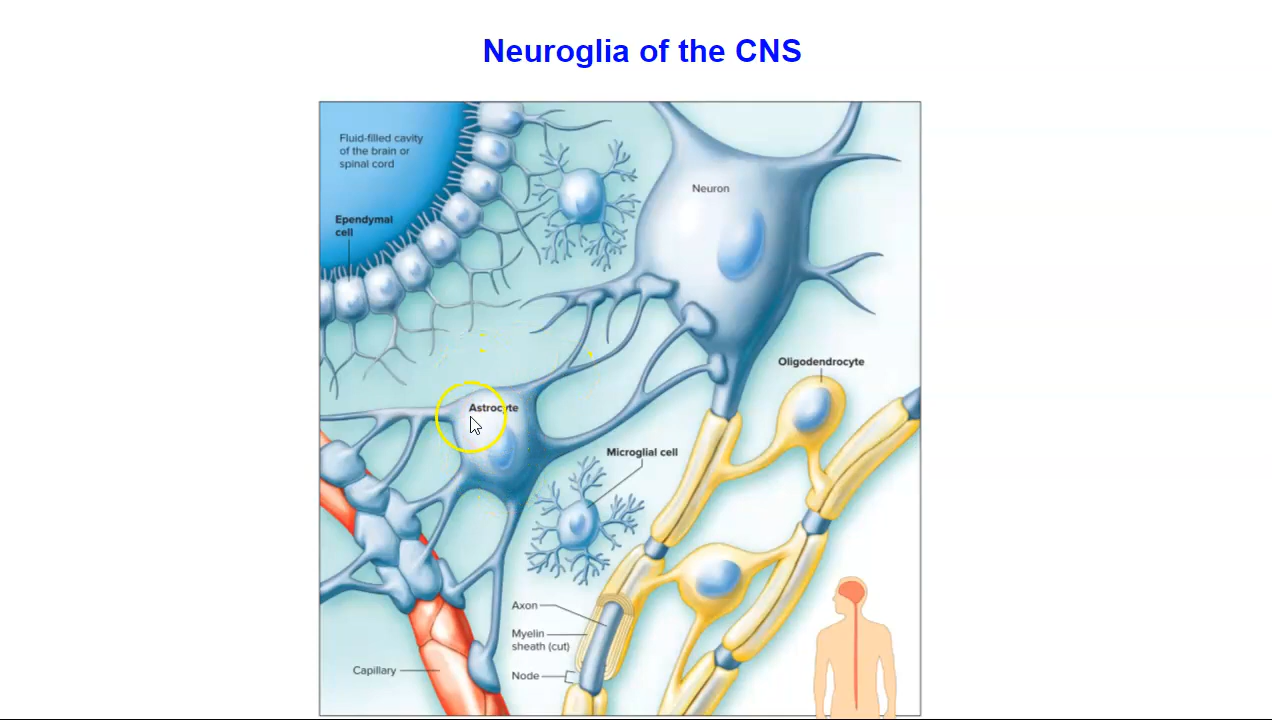 Neuroglia of the CNS
Fluid-filled cavity
of the brain or
spinal cord
Neuron
Ependymal
cell
Oligodendrocyte
Astrocyte
Microglial cell
Axon
Myelin
sheath (cut)
Capillary
Node